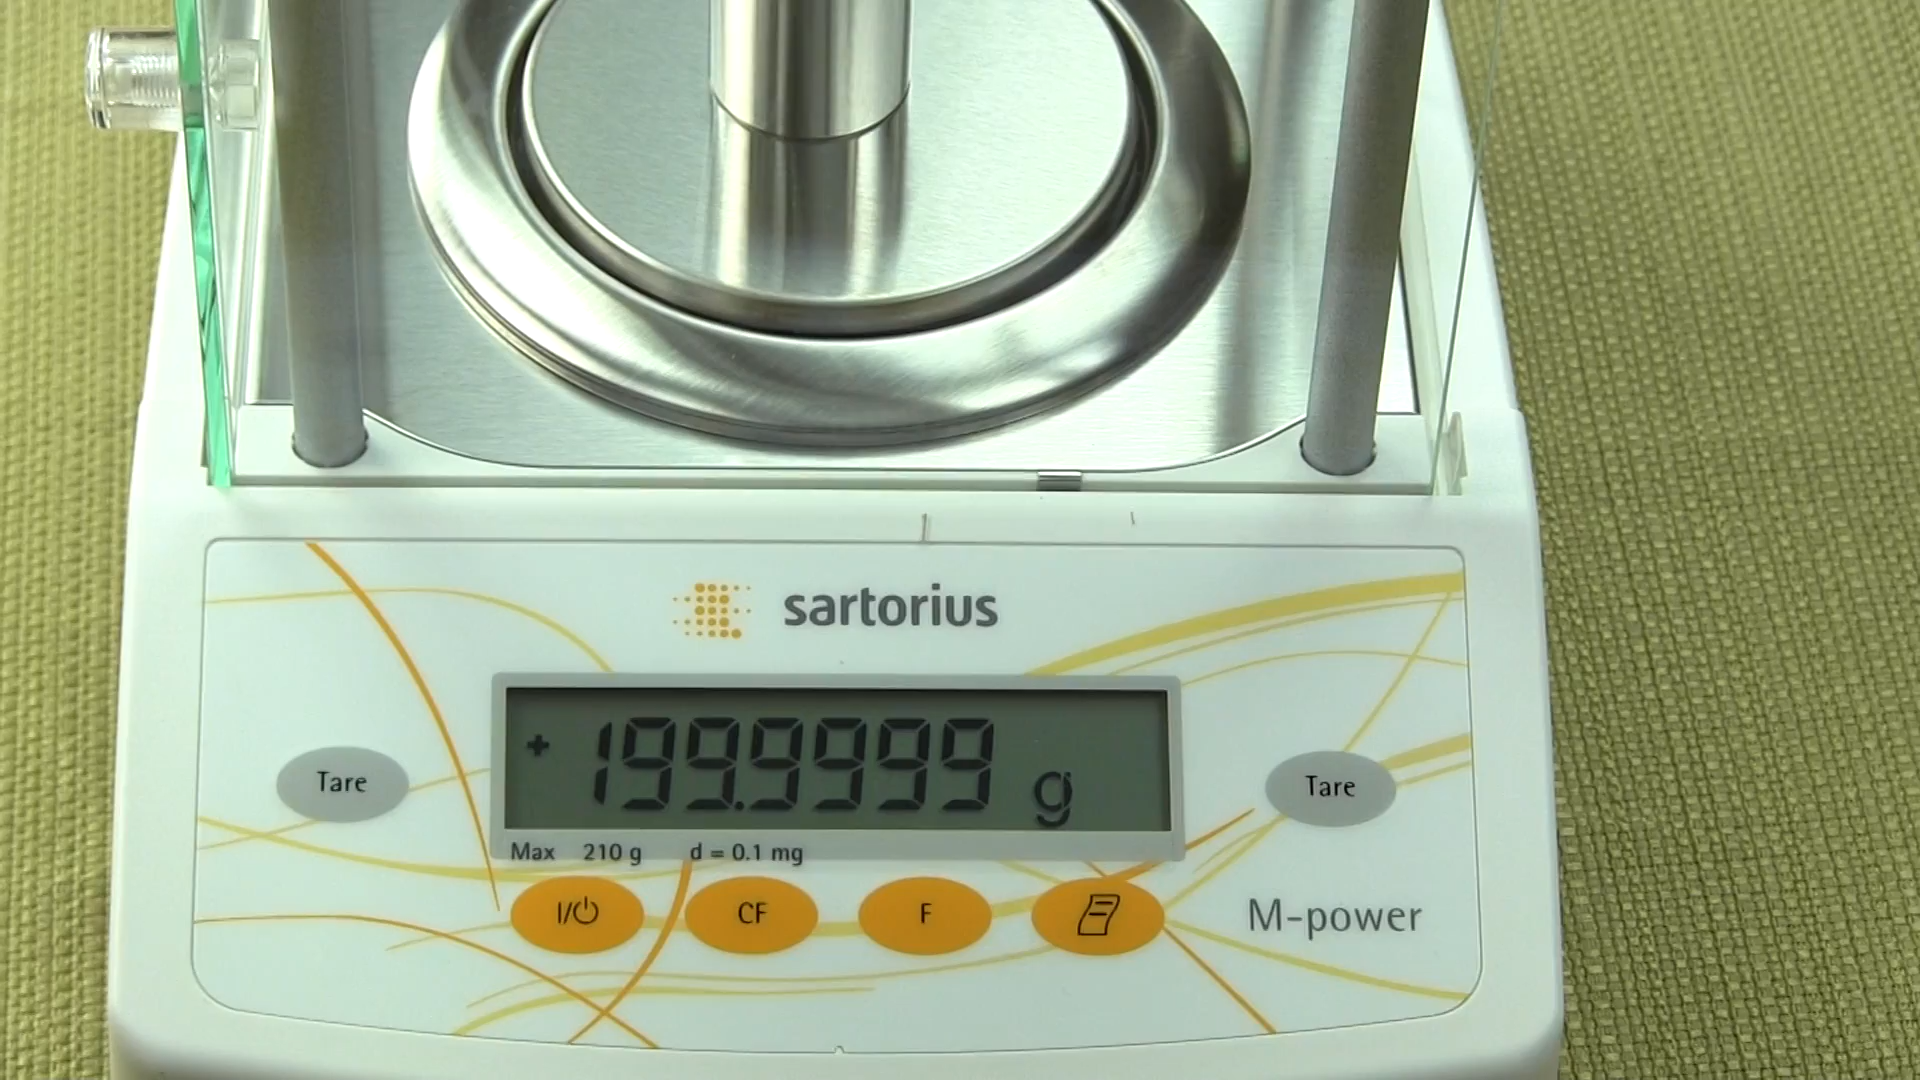 sartorius
+ 199.9999 g
Tare
Tare
Max 210 g d = 0.1 mg
I/⏻ CF F
M-power